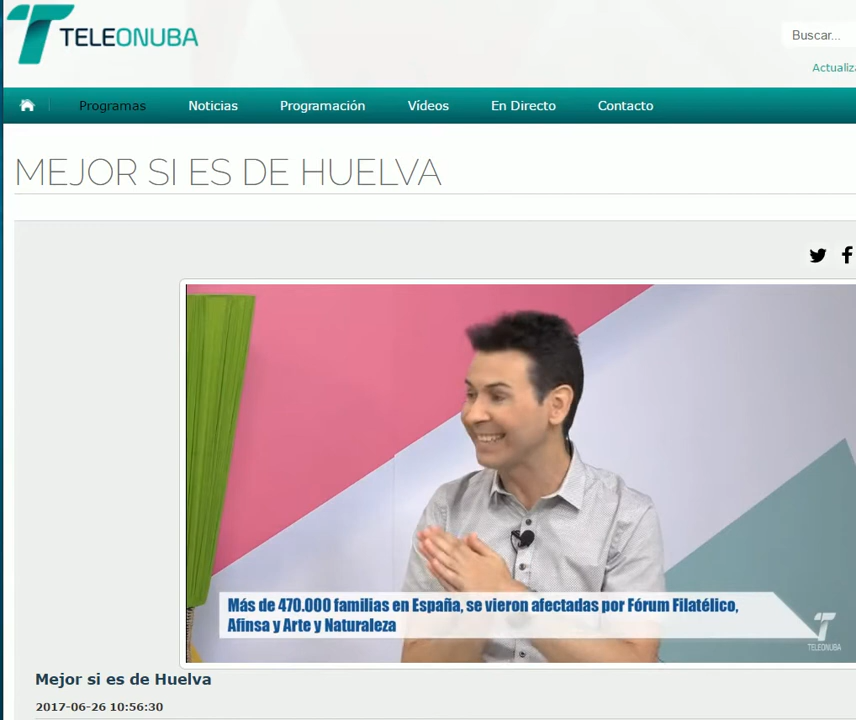 TELEONUBA
Buscar...
Programas Noticias Programación Vídeos En Directo Contacto
MEJOR SI ES DE HUELVA
Más de 470.000 familias en España, se vieron afectadas por Fórum Filatélico,
Afinsa y Arte y Naturaleza
TELEONUBA
Mejor si es de Huelva
2017-06-26 10:56:30